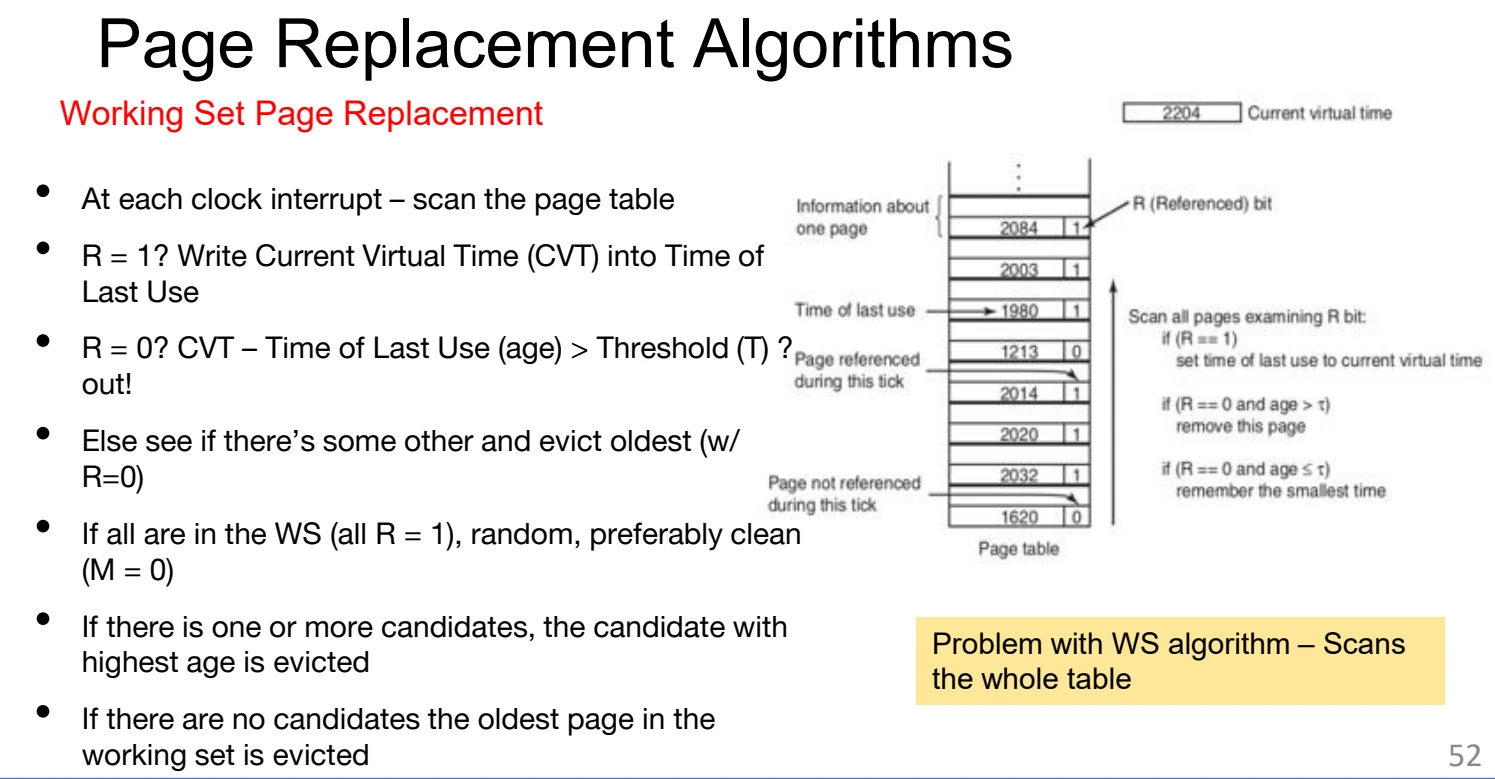 Page Replacement Algorithms
Working Set Page Replacement
• At each clock interrupt – scan the page table
• R = 1? Write Current Virtual Time (CVT) into Time of
Last Use
• R = 0? CVT – Time of Last Use (age) > Threshold (T) ?
out!
• Else see if there's some other and evict oldest (w/
R=0)
• If all are in the WS (all R = 1), random, preferably clean
(M = 0)
• If there is one or more candidates, the candidate with
highest age is evicted
• If there are no candidates the oldest page in the
working set is evicted
2204 Current virtual time
Information about
one page
R (Referenced) bit
2084 1
2003 1
Time of last use
1980 1
1213 0
Page referenced
during this tick
2014 1
2020 1
2032 1
Page not referenced
during this tick
1620 0
Page table
Scan all pages examining R bit:
if (R == 1)
set time of last use to current virtual time
if (R == 0 and age > τ)
remove this page
if (R == 0 and age ≤ τ)
remember the smallest time
Problem with WS algorithm – Scans
the whole table
52